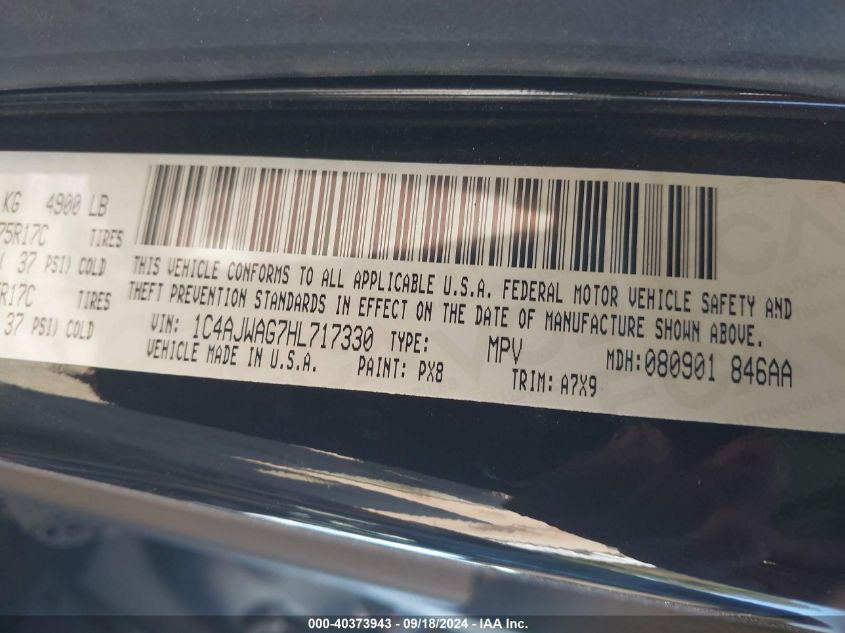 KG 4900 LB
75R17C TIRES
( 37 PSI) COLD
R17C TIRES
37 PSI) COLD
THIS VEHICLE CONFORMS TO ALL APPLICABLE U.S.A. FEDERAL MOTOR VEHICLE SAFETY AND
THEFT PREVENTION STANDARDS IN EFFECT ON THE DATE OF MANUFACTURE SHOWN ABOVE.
VIN: 1C4AJWAG7HL717330 TYPE: MPV MDH:080901 846AA
VEHICLE MADE IN U.S.A. PAINT: PX8 TRIM: A7X9
000-40373943 - 09/18/2024 - IAA, Inc.